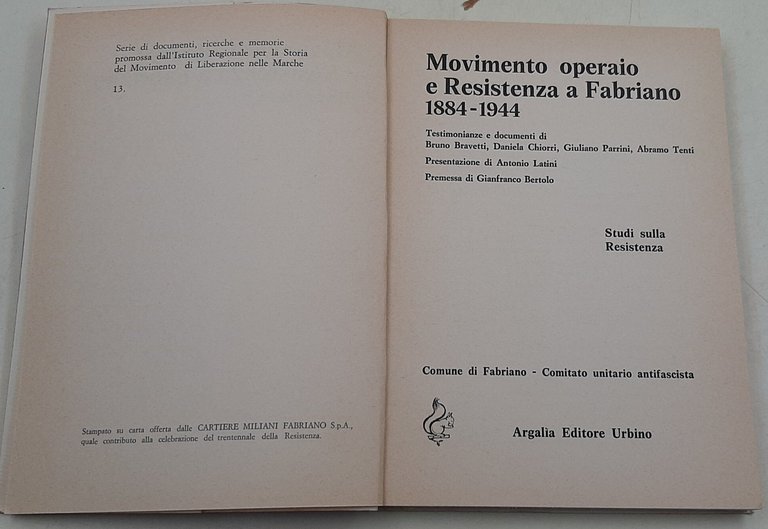 Serie di documenti, ricerche e memorie
promossa dall'Istituto Regionale per la Storia
del Movimento di Liberazione nelle Marche
13.
Stampato su carta offerta dalle CARTIERE MILIANI FABRIANO S.p.A.,
quale contributo alla celebrazione del trentennale della Resistenza.
Movimento operaio
e Resistenza a Fabriano
1884-1944
Testimonianze e documenti di
Bruno Bravetti, Daniela Chiorri, Giuliano Parrini, Abramo Tenti
Presentazione di Antonio Latini
Premessa di Gianfranco Bertolo
Studi sulla
Resistenza
Comune di Fabriano - Comitato unitario antifascista
Argalìa Editore Urbino